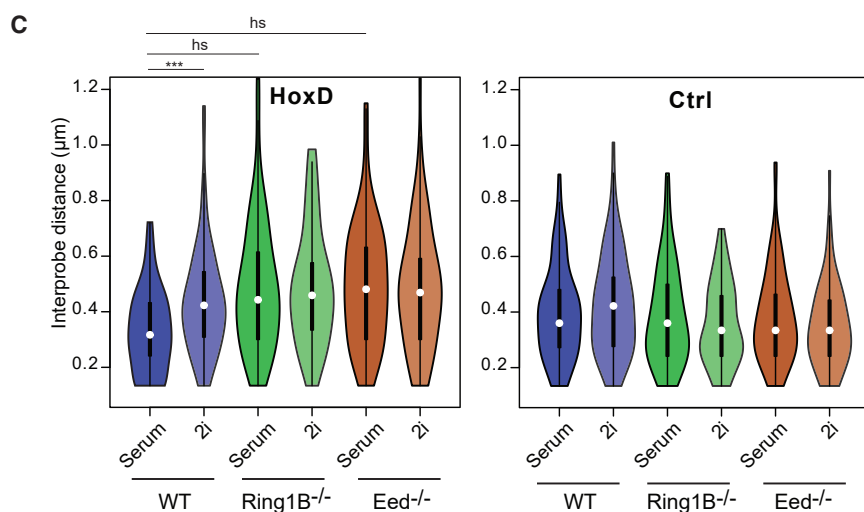 C
hs
hs
***
HoxD
Ctrl
Interprobe distance (µm)
1.2
1.0
0.8
0.6
0.4
0.2
1.2
1.0
0.8
0.6
0.4
0.2
Serum 2i Serum 2i Serum 2i
WT Ring1B-/- Eed-/-
Serum 2i Serum 2i Serum 2i
WT Ring1B-/- Eed-/-